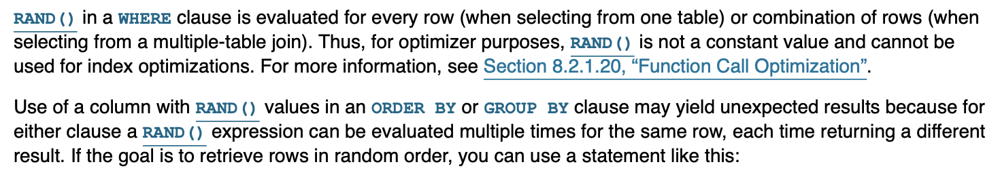 RAND() in a WHERE clause is evaluated for every row (when selecting from one table) or combination of rows (when
selecting from a multiple-table join). Thus, for optimizer purposes, RAND() is not a constant value and cannot be
used for index optimizations. For more information, see Section 8.2.1.20, “Function Call Optimization”.
Use of a column with RAND() values in an ORDER BY or GROUP BY clause may yield unexpected results because for
either clause a RAND() expression can be evaluated multiple times for the same row, each time returning a different
result. If the goal is to retrieve rows in random order, you can use a statement like this: